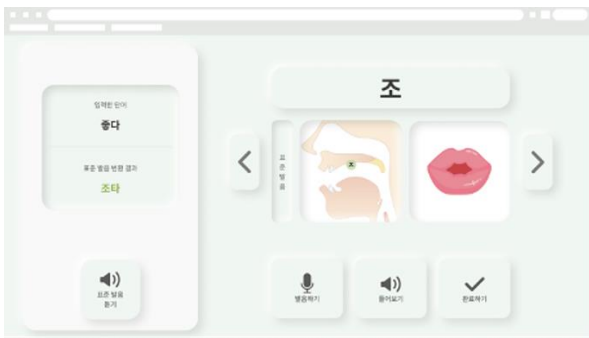 입력된 단어
좋다
표준 발음 변환 결과
조타
표준 발음
듣기
조
표준발음
발음하기
들어보기
완료하기